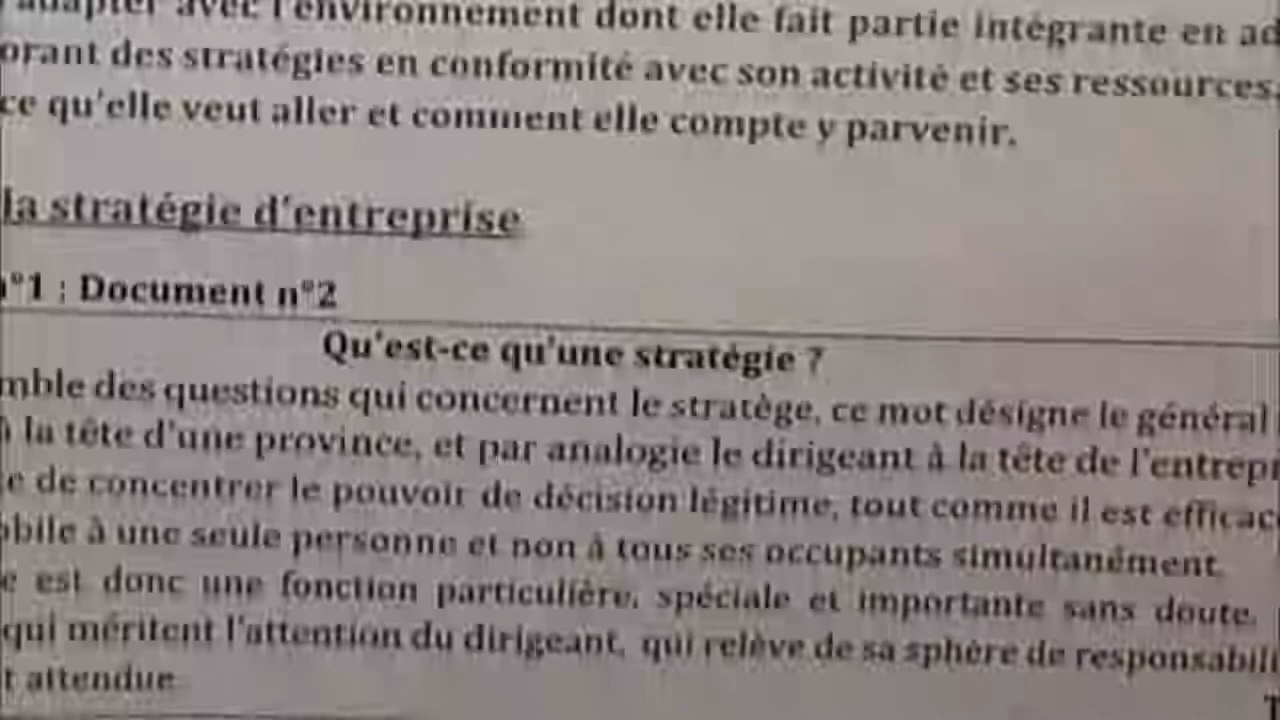 adapter avec l'environnement dont elle fait partie intégrante en ad
orant des stratégies en conformité avec son activité et ses ressources.
ce qu'elle veut aller et comment elle compte y parvenir.
la stratégie d'entreprise
n°1 : Document n°2
Qu'est-ce qu'une stratégie ?
mble des questions qui concernent le stratège, ce mot désigne le général
à la tête d'une province, et par analogie le dirigeant à la tête de l'entrepr
e de concentrer le pouvoir de décision légitime, tout comme il est efficac
obile à une seule personne et non à tous ses occupants simultanément.
e est donc une fonction particulière, spéciale et importante sans doute,
qui méritent l'attention du dirigeant, qui relève de sa sphère de responsabili
t attendue